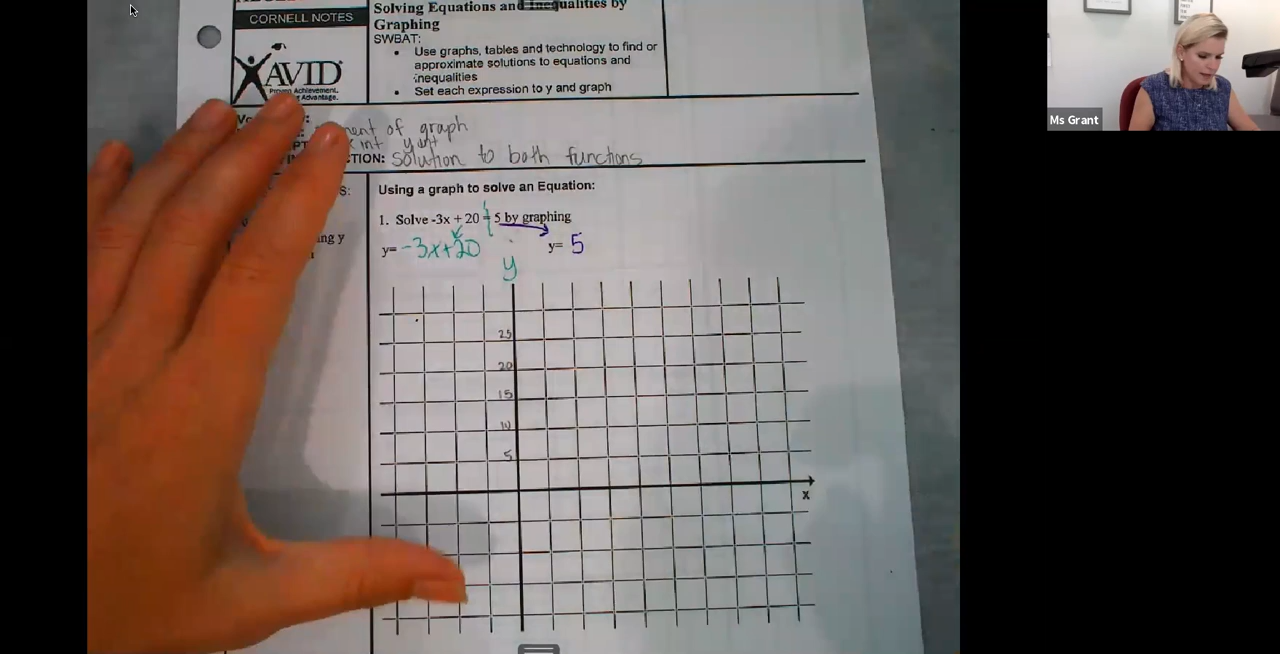 CORNELL NOTES
AVID
Proven Achievement.
Advantage.
Solving Equations and Inequalities by
Graphing
SWBAT:
• Use graphs, tables and technology to find or
approximate solutions to equations and
inequalities
• Set each expression to y and graph
of graph
int
solution to both functions
Using a graph to solve an Equation:
1. Solve -3x + 20 = 5 by graphing
y= -3x+20
y= 5
y
25
20
15
10
5
x
Ms Grant